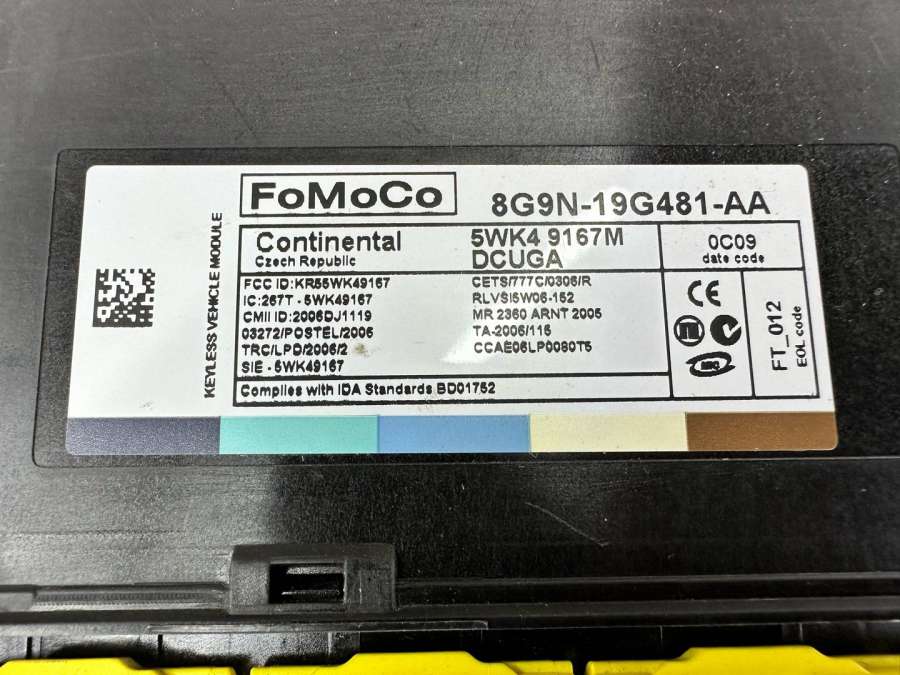 FoMoCo
8G9N-19G481-AA
KEYLESS VEHICLE MODULE
Continental
Czech Republic
5WK4 9167M
DCUGA
0C09
date code
FCC ID:KR55WK49167
IC:267T - 5WK49167
CMII ID:2006DJ1119
03272/POSTEL/2006
TRC/LPD/2006/2
SIE - 5WK49167
CETS/777C/0306/R
RLVSI5W06-152
MR 2360 ARNT 2005
TA-2006/116
CCAE06LP0080T5
CE
FT_012
EOL code
Complies with IDA Standards BD01752